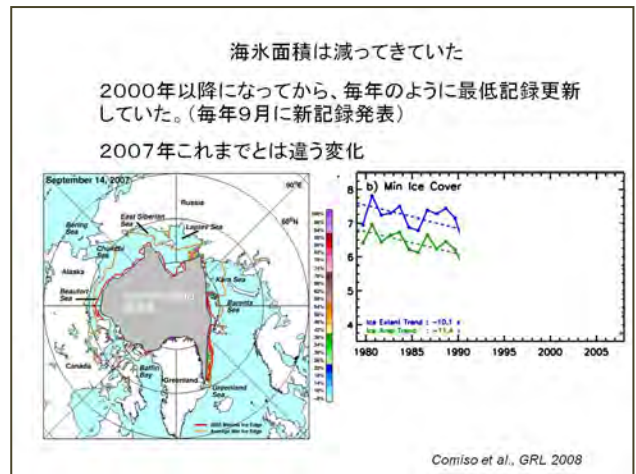 海氷面積は減ってきていた
2000年以降になってから、毎年のように最低記録更新
していた。(毎年9月に新記録発表)
2007年これまでとは違う変化
September 14, 2007
90°E
Russia
60°N
East Siberian
Sea
Laptev Sea
Bering
Sea
Chukchi
Sea
Kara Sea
Alaska
Beaufort
Sea
Barents
Sea
Canada
Baffin
Bay
Greenland
Greenland
Sea
Average Min Ice Edge
b) Min Ice Cover
8
7
6
5
4
Ice Extent Trend : -10.1
Ice Area Trend : -11.4
1980
1985
1990
1995
2000
2005
Comiso et al., GRL 2008